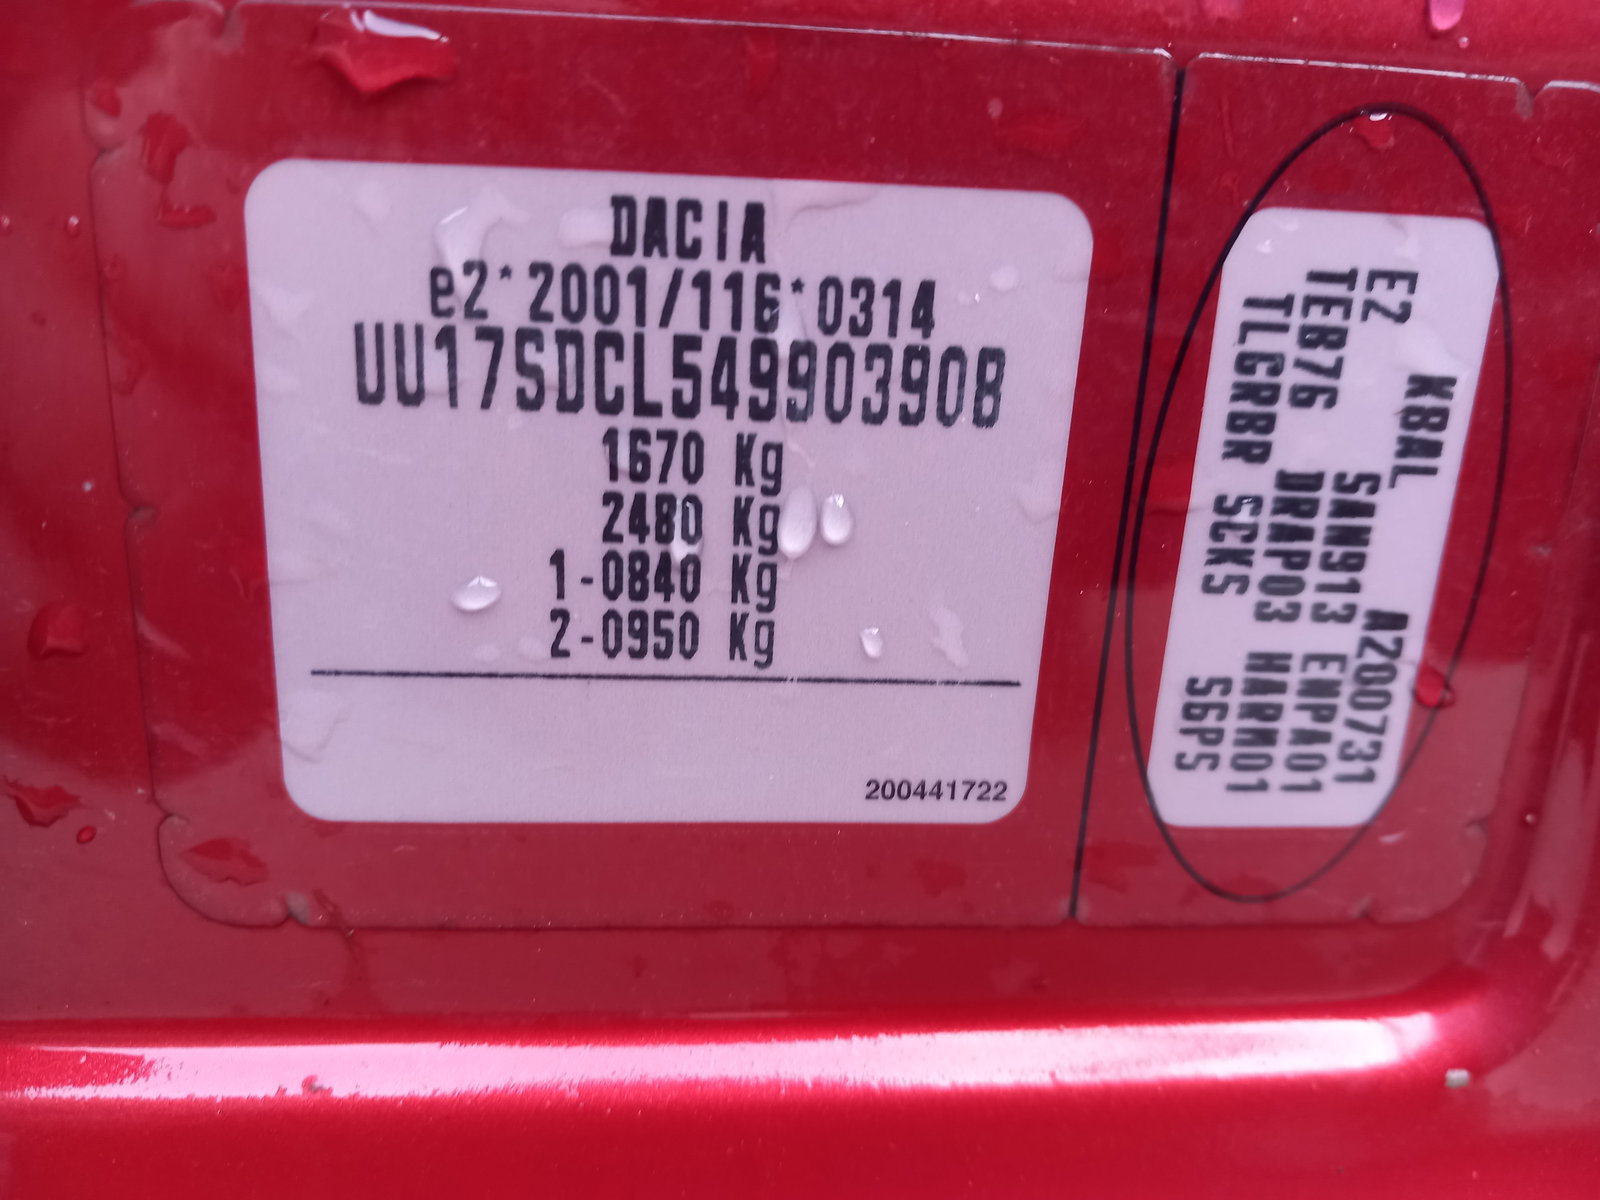 DACIA
e2*2001/116*0314
UU17SDCL549903908
1670 Kg
2480 Kg
1-0840 Kg
2-0950 Kg
200441722
E2 K8AL A200731
TEB76 SAN913 ENPA01
TLGRBR DRAP03 HARM01
SCKS SGPS